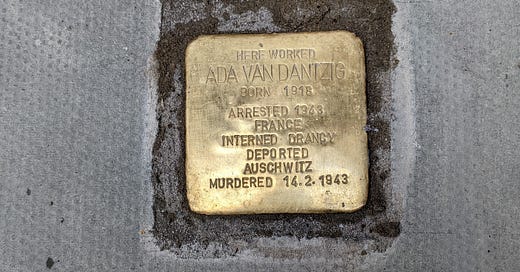 HERE WORKED
ADA VAN DANTZIG
BORN 1918
ARRESTED 1943
FRANCE
INTERNED DRANCY
DEPORTED
AUSCHWITZ
MURDERED 14.2.1943